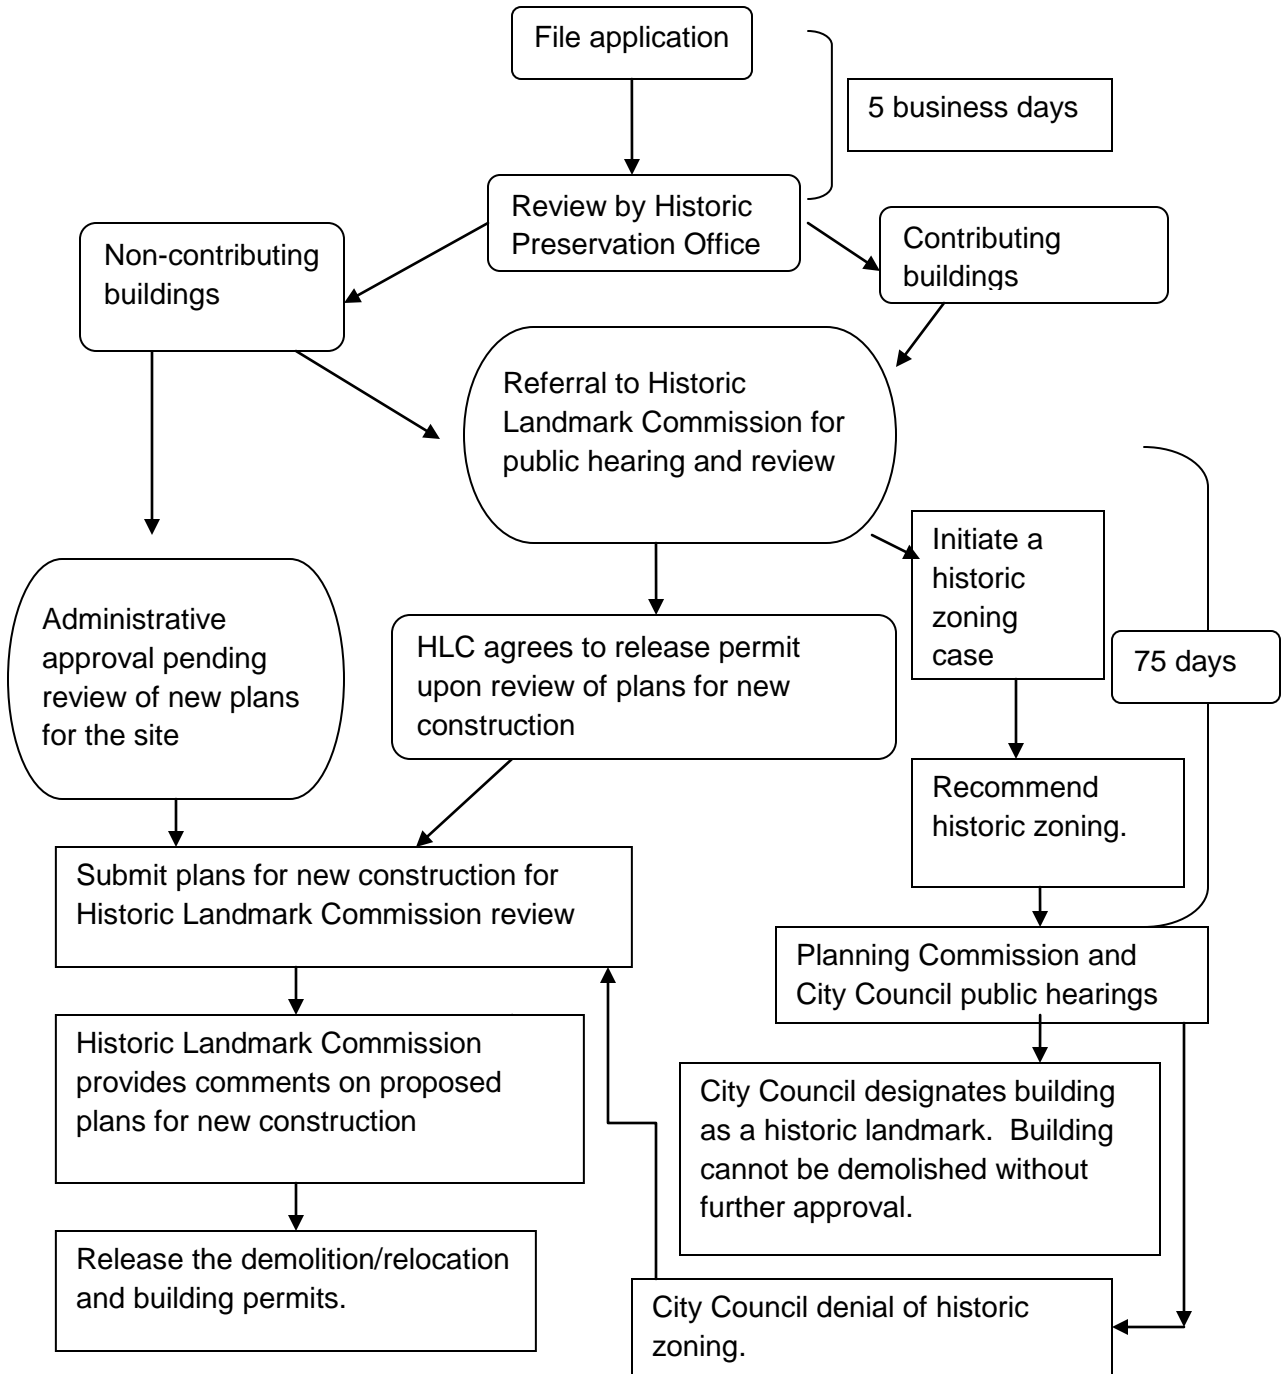 File application
5 business days
Review by Historic
Preservation Office
Non-contributing
buildings
Contributing
buildings
Referral to Historic
Landmark Commission for
public hearing and review
Initiate a
historic
zoning
case
75 days
Administrative
approval pending
review of new plans
for the site
HLC agrees to release permit
upon review of plans for new
construction
Recommend
historic zoning.
Submit plans for new construction for
Historic Landmark Commission review
Planning Commission and
City Council public hearings
Historic Landmark Commission
provides comments on proposed
plans for new construction
City Council designates building
as a historic landmark.  Building
cannot be demolished without
further approval.
Release the demolition/relocation
and building permits.
City Council denial of historic
zoning.